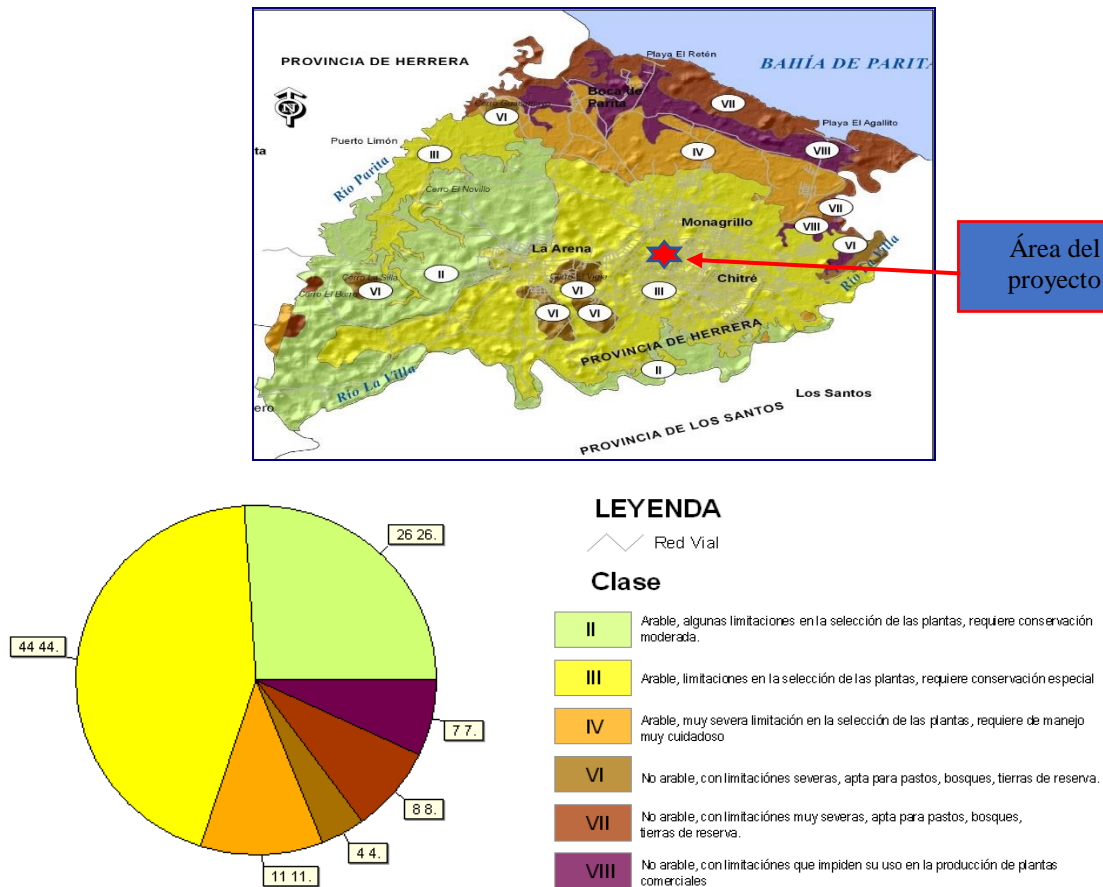 PROVINCIA DE HERRERA
Playa El Retén
BAHÍA DE PARITA
Boca de
Parita
VII
VI
Playa El Agallito
Puerto Limón
III
IV
VIII
ta
Río Parita
Cerro El Novillo
VII
Monagrillo
VIII
La Arena
VI
Río La Villa
Área del
proyecto
II
Chitré
Cerro La Silla
VI
VI
III
Cerro El Barro
VI
VI
PROVINCIA DE HERRERA
Río La Villa
II
Los Santos
ero
PROVINCIA DE LOS SANTOS
26 26.
44 44.
7 7.
8 8.
4 4.
11 11.
LEYENDA
Red Vial
Clase
II Arable, algunas limitaciones en la selección de las plantas, requiere conservación
moderada.
III Arable, limitaciones en la selección de las plantas, requiere conservación especial
IV Arable, muy severa limitación en la selección de las plantas, requiere de manejo
muy cuidadoso
VI No arable, con limitaciónes severas, apta para pastos, bosques, tierras de reserva.
VII No arable, con limitaciónes muy severas, apta para pastos, bosques,
tierras de reserva.
VIII No arable, con limitaciónes que impiden su uso en la producción de plantas
comerciales